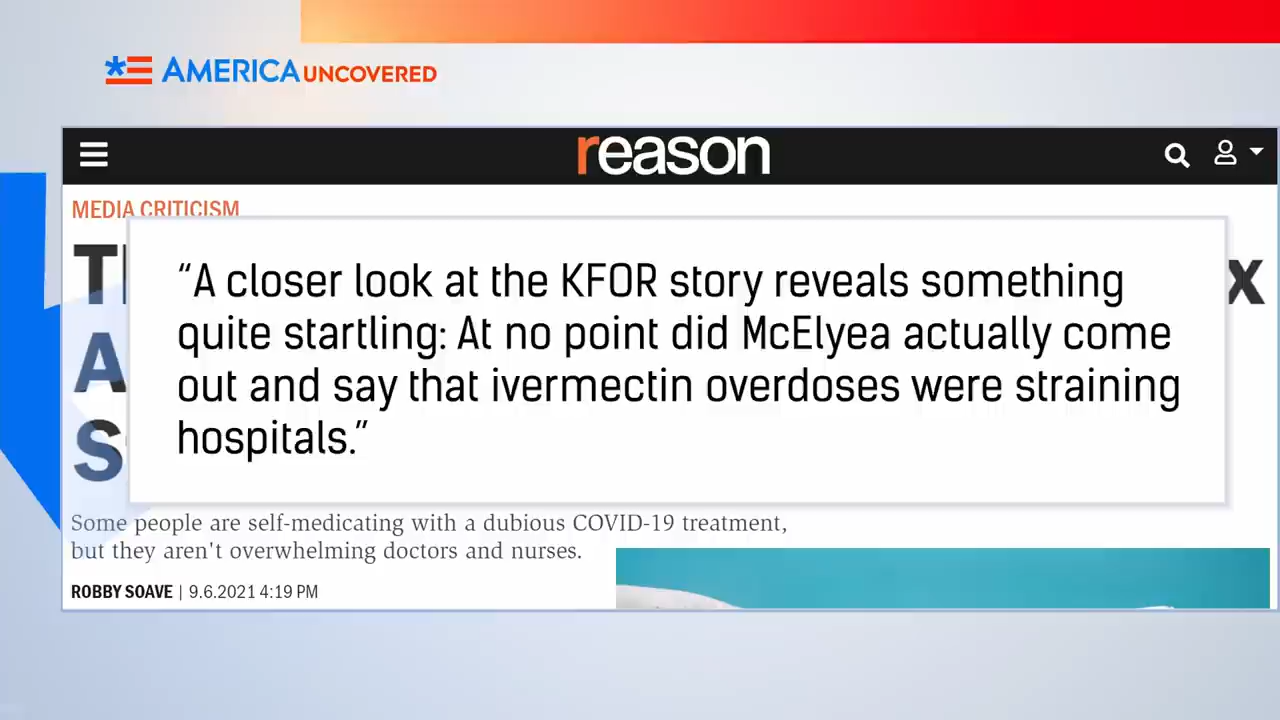 AMERICA UNCOVERED
reason
MEDIA CRITICISM
“A closer look at the KFOR story reveals something
quite startling: At no point did McElyea actually come
out and say that ivermectin overdoses were straining
hospitals.”
Some people are self-medicating with a dubious COVID-19 treatment,
but they aren't overwhelming doctors and nurses.
ROBBY SOAVE | 9.6.2021 4:19 PM